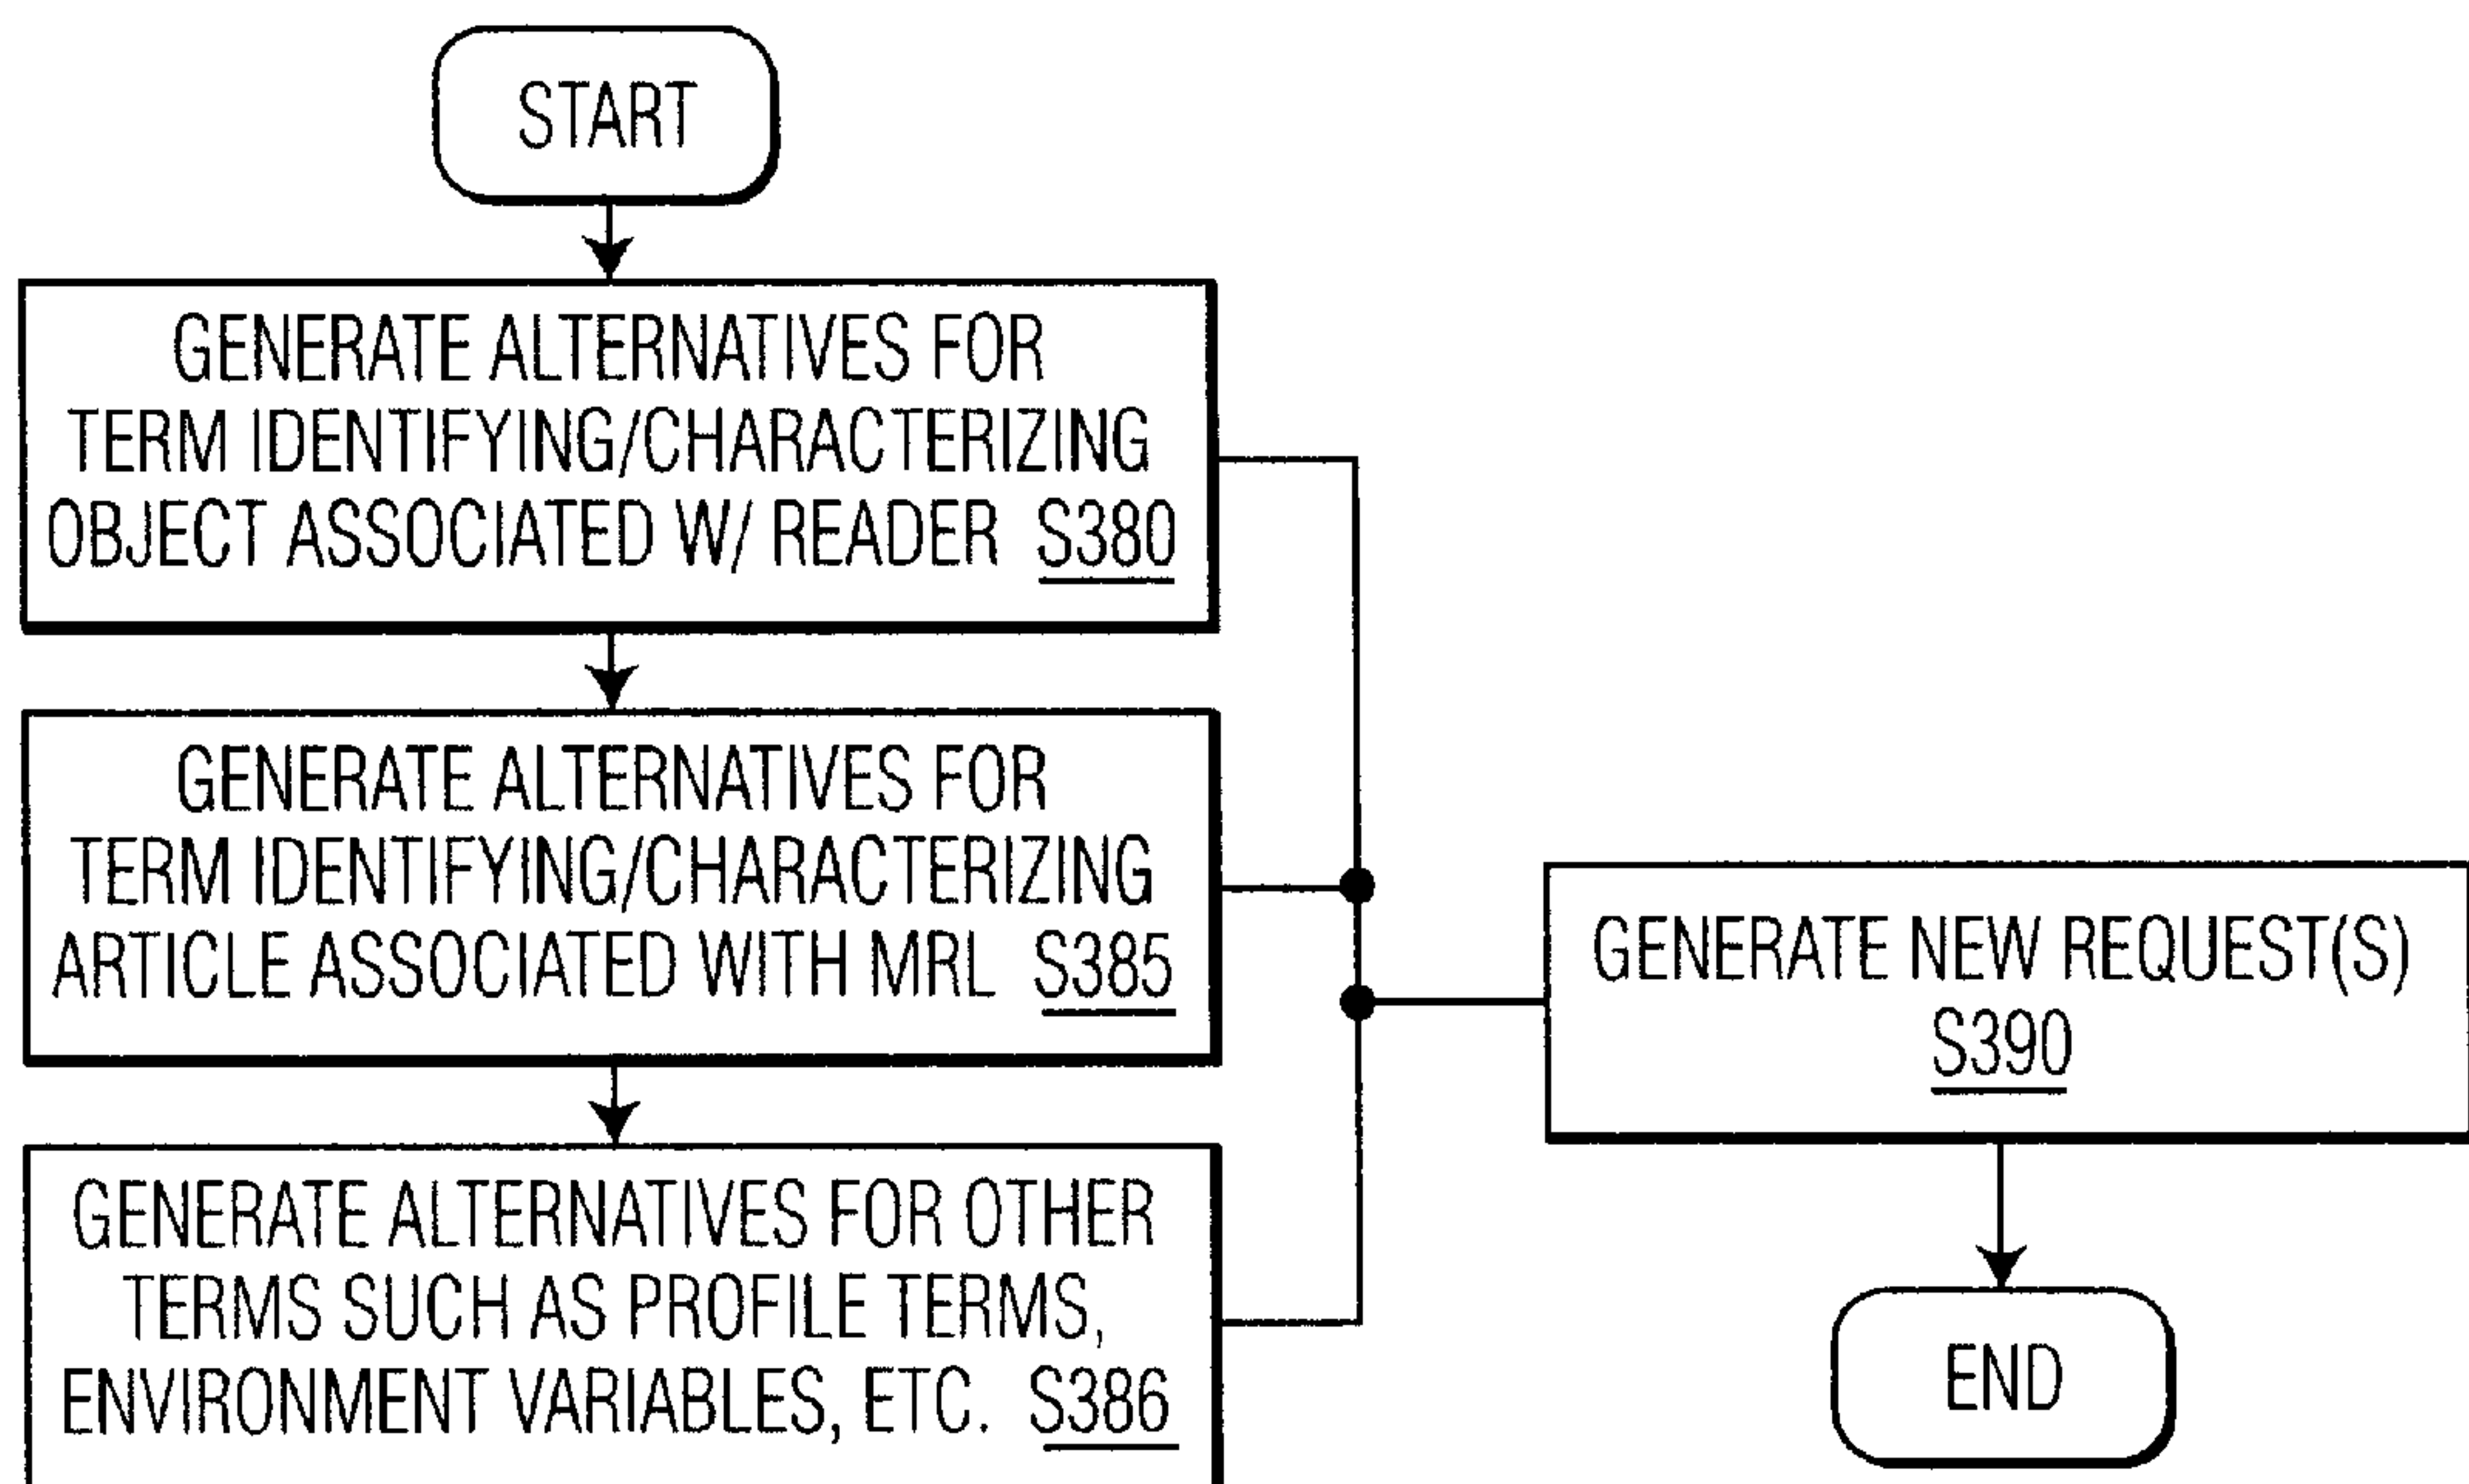 START
GENERATE ALTERNATIVES FOR
TERM IDENTIFYING/CHARACTERIZING
OBJECT ASSOCIATED W/ READER S380
GENERATE ALTERNATIVES FOR
TERM IDENTIFYING/CHARACTERIZING
ARTICLE ASSOCIATED WITH MRL S385
GENERATE ALTERNATIVES FOR OTHER
TERMS SUCH AS PROFILE TERMS,
ENVIRONMENT VARIABLES, ETC. S386
GENERATE NEW REQUEST(S)
S390
END